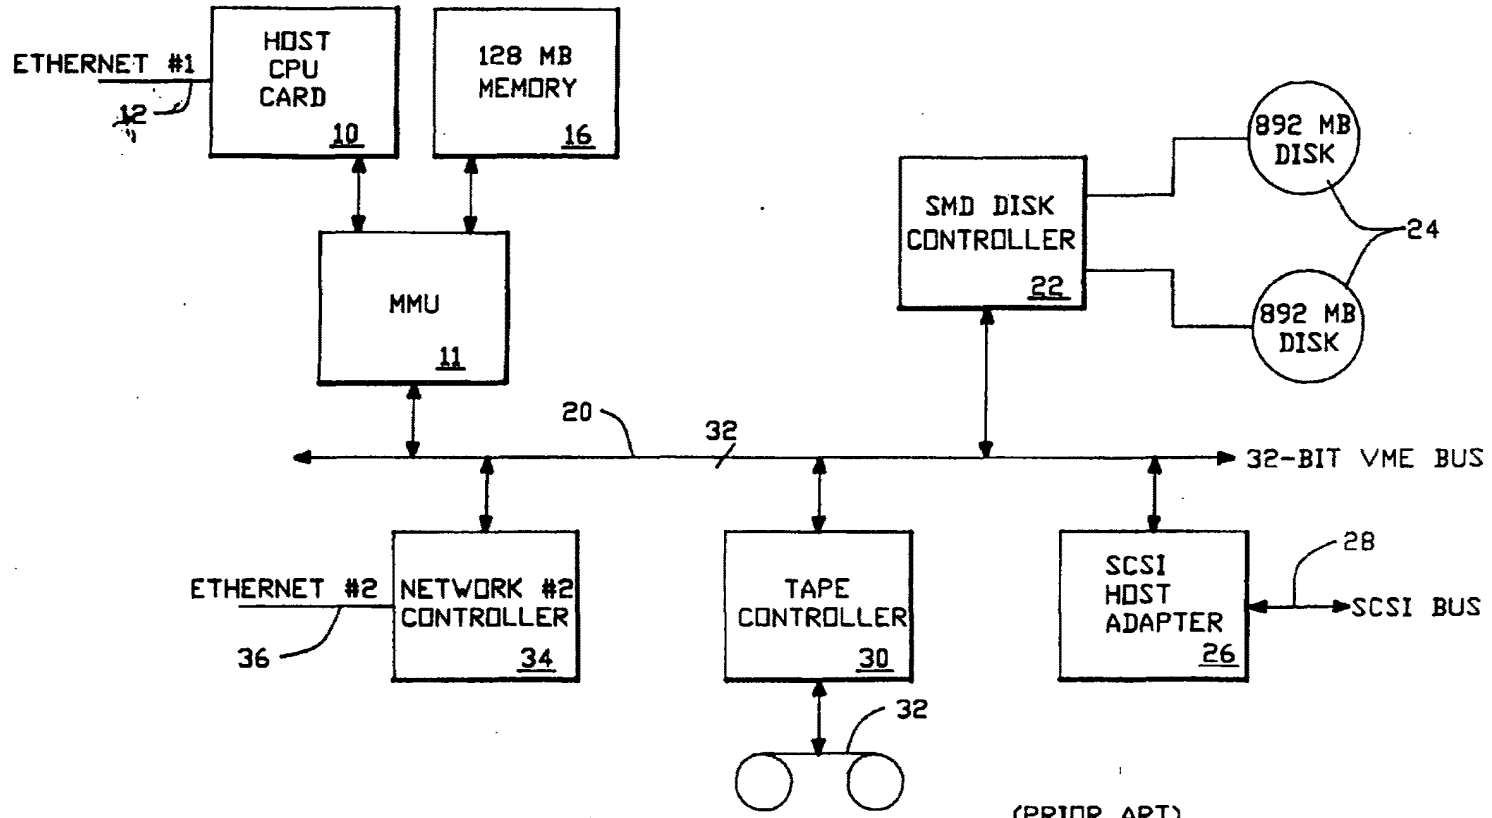 HOST
CPU
CARD
10
128 MB
MEMORY
16
ETHERNET #1
12
892 MB
DISK
SMD DISK
CONTROLLER
22
24
892 MB
DISK
MMU
11
20
32
32-BIT VME BUS
ETHERNET #2
36
NETWORK #2
CONTROLLER
34
TAPE
CONTROLLER
30
SCSI
HOST
ADAPTER
26
28
SCSI BUS
32
(PRIOR ART)